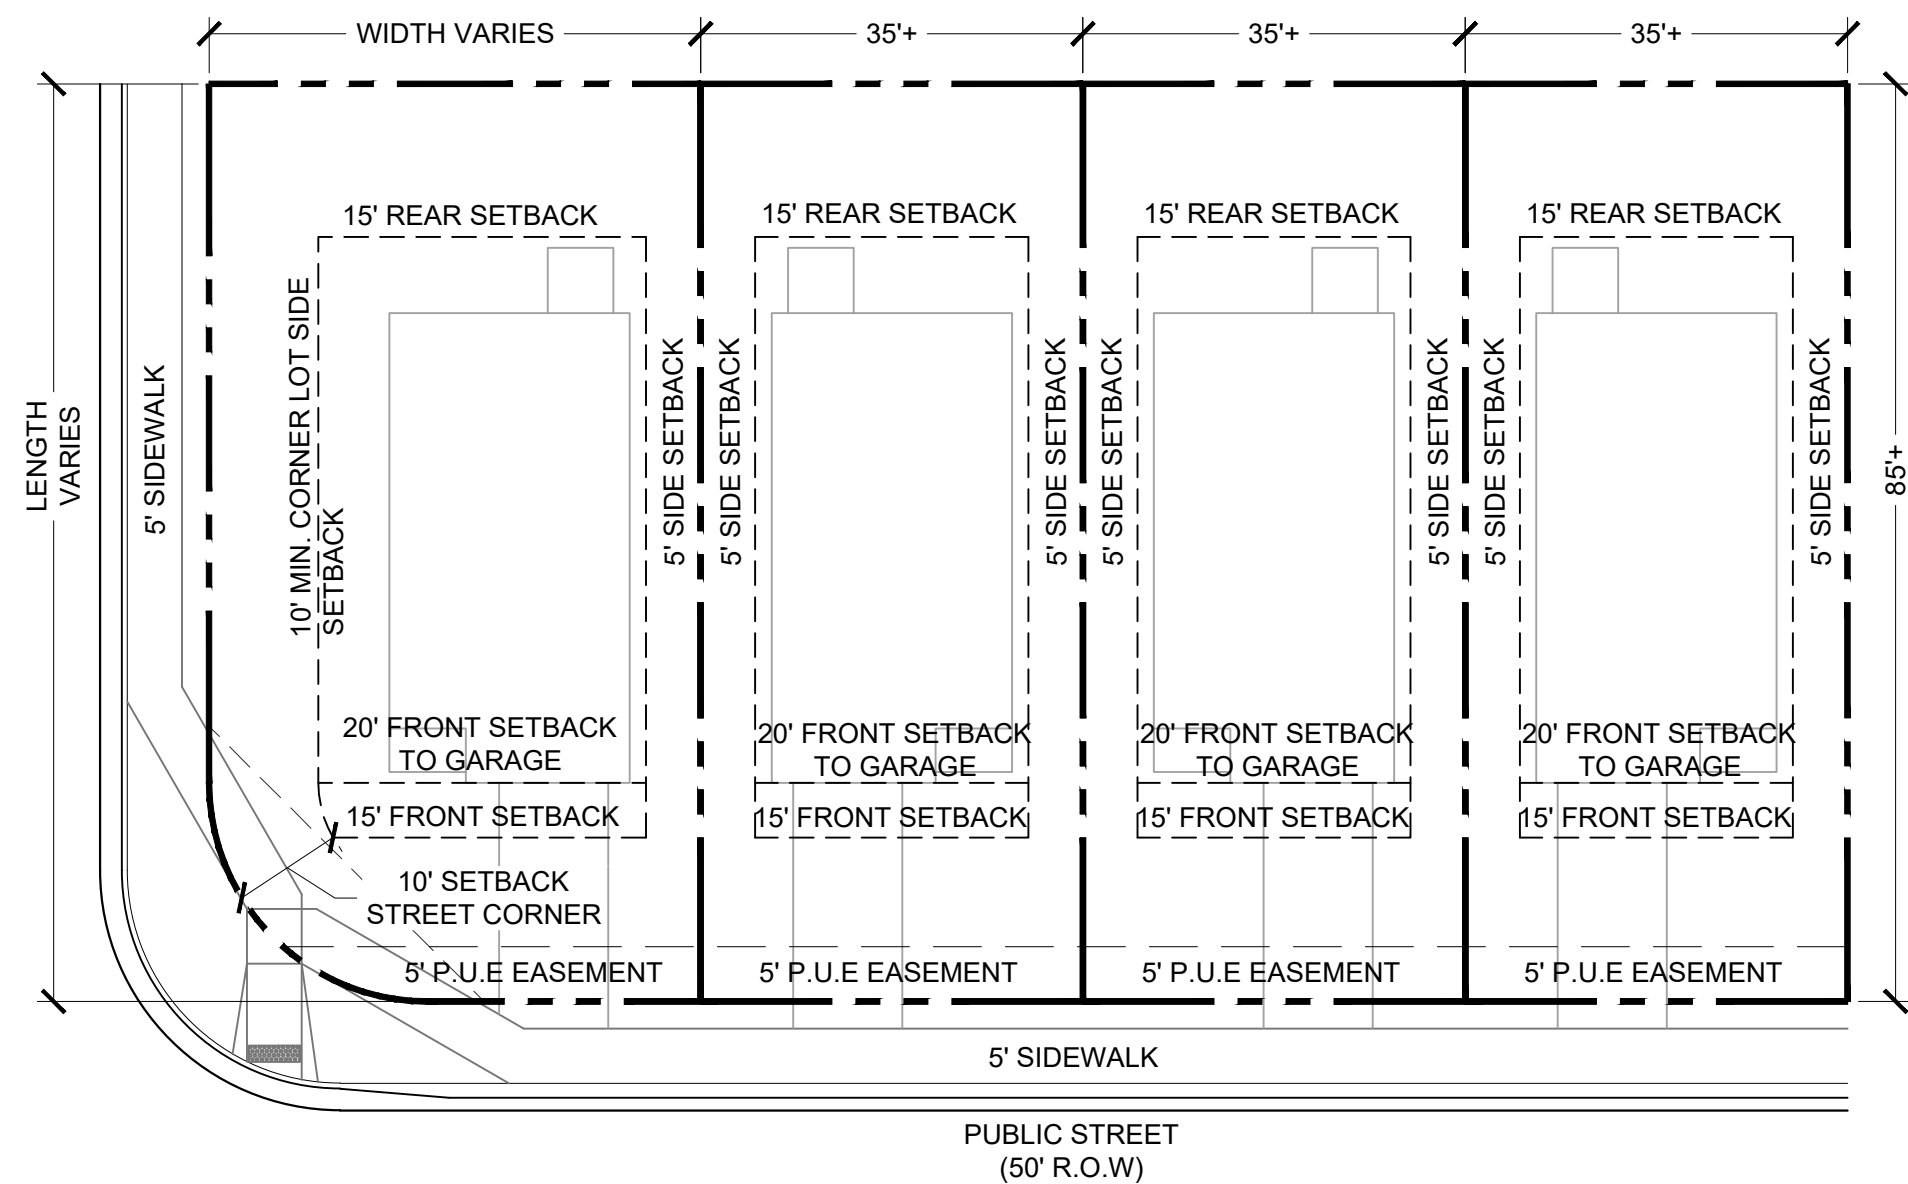 WIDTH VARIES
35'+
35'+
35'+
15' REAR SETBACK
15' REAR SETBACK
15' REAR SETBACK
15' REAR SETBACK
LENGTH
VARIES
5' SIDEWALK
10' MIN. CORNER LOT SIDE
SETBACK
5' SIDE SETBACK
5' SIDE SETBACK
5' SIDE SETBACK
5' SIDE SETBACK
5' SIDE SETBACK
5' SIDE SETBACK
5' SIDE SETBACK
85'+
20' FRONT SETBACK
TO GARAGE
20' FRONT SETBACK
TO GARAGE
20' FRONT SETBACK
TO GARAGE
20' FRONT SETBACK
TO GARAGE
15' FRONT SETBACK
15' FRONT SETBACK
15' FRONT SETBACK
15' FRONT SETBACK
10' SETBACK
STREET CORNER
5' P.U.E EASEMENT
5' P.U.E EASEMENT
5' P.U.E EASEMENT
5' P.U.E EASEMENT
5' SIDEWALK
PUBLIC STREET
(50' R.O.W)